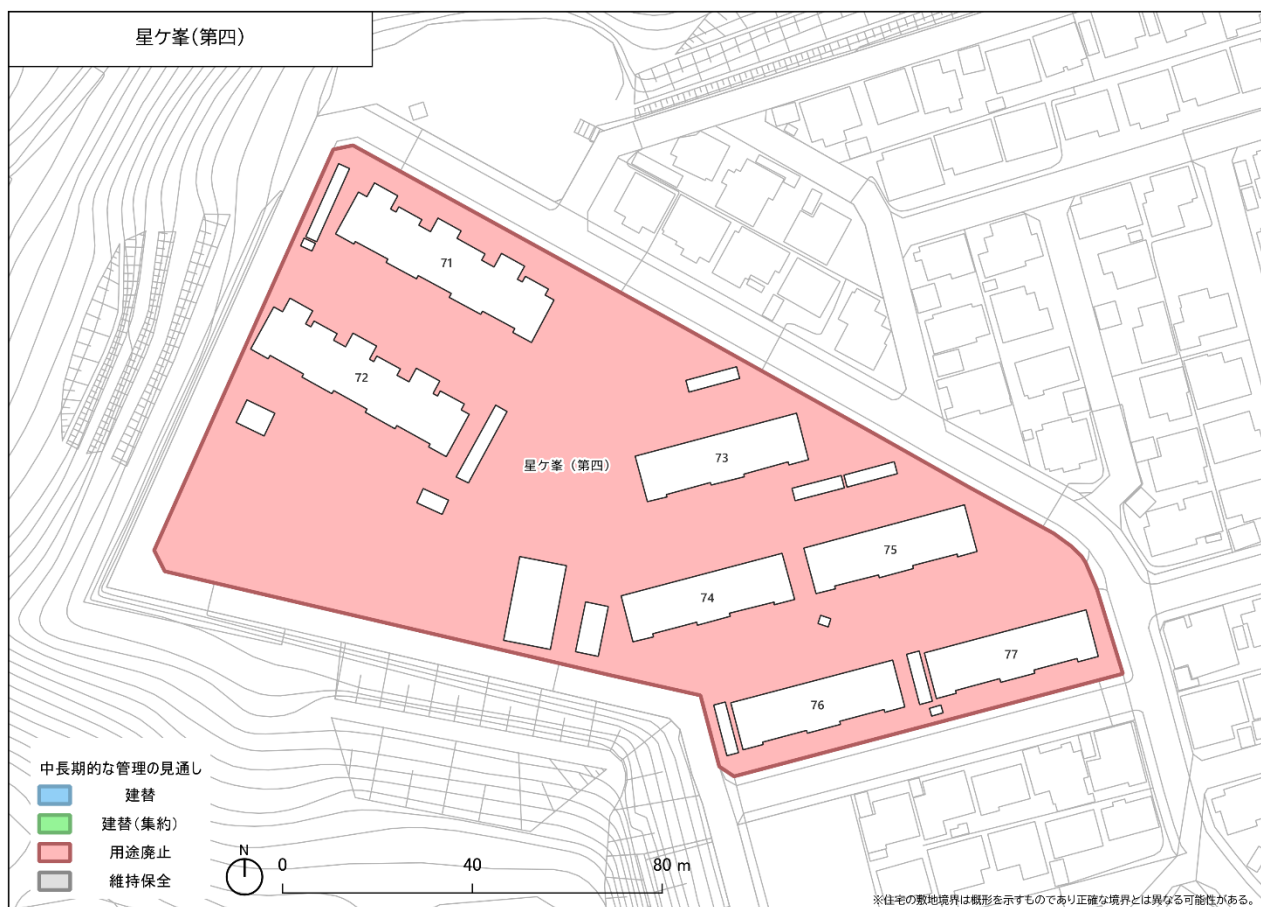 星ケ峯(第四)
71
72
73
星ケ峯（第四）
75
74
77
76
中長期的な管理の見通し
建替
建替(集約)
用途廃止
維持保全
N
0 40 80 m
※住宅の敷地境界は概形を示すものであり正確な境界とは異なる可能性がある。